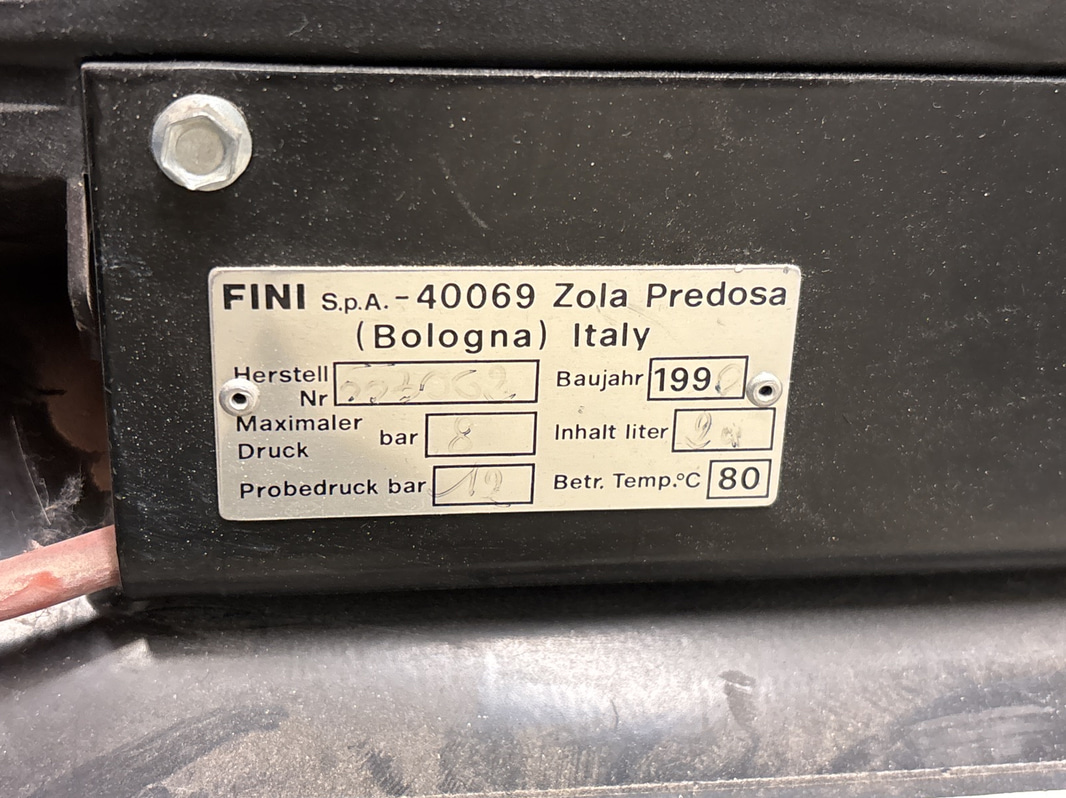 FINI S.p.A. - 40069 Zola Predosa
(Bologna) Italy
Herstell Nr
Baujahr 199
Maximaler Druck bar 8
Inhalt liter
Probedruck bar 12
Betr. Temp.°C 80